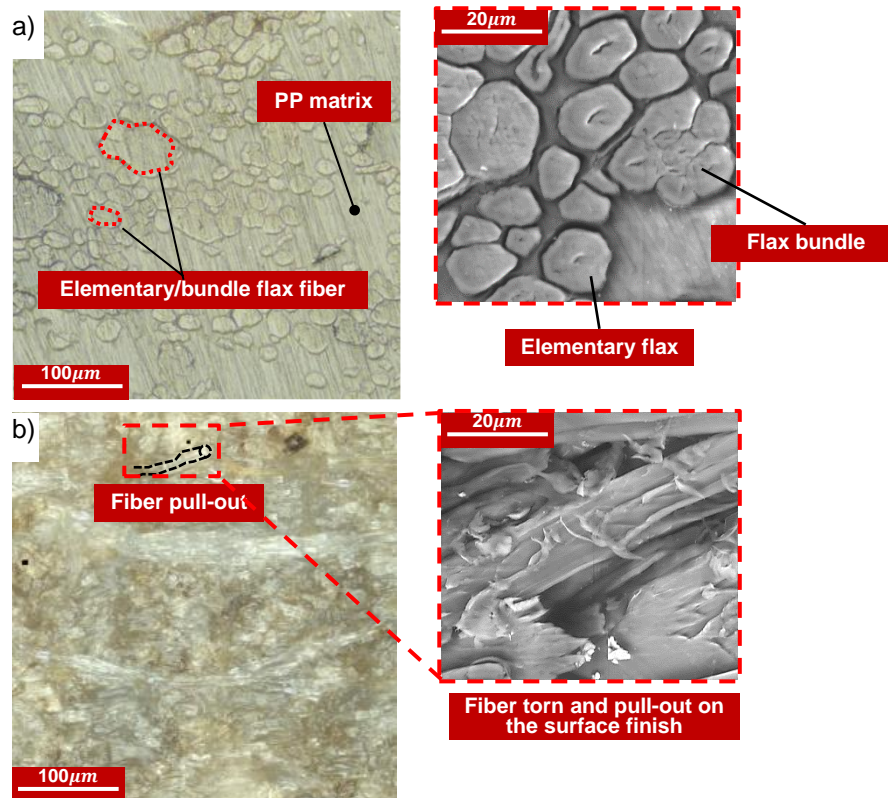 a)
20μm
PP matrix
Flax bundle
Elementary/bundle flax fiber
Elementary flax
100μm
b)
20μm
Fiber pull-out
Fiber torn and pull-out on
the surface finish
100μm